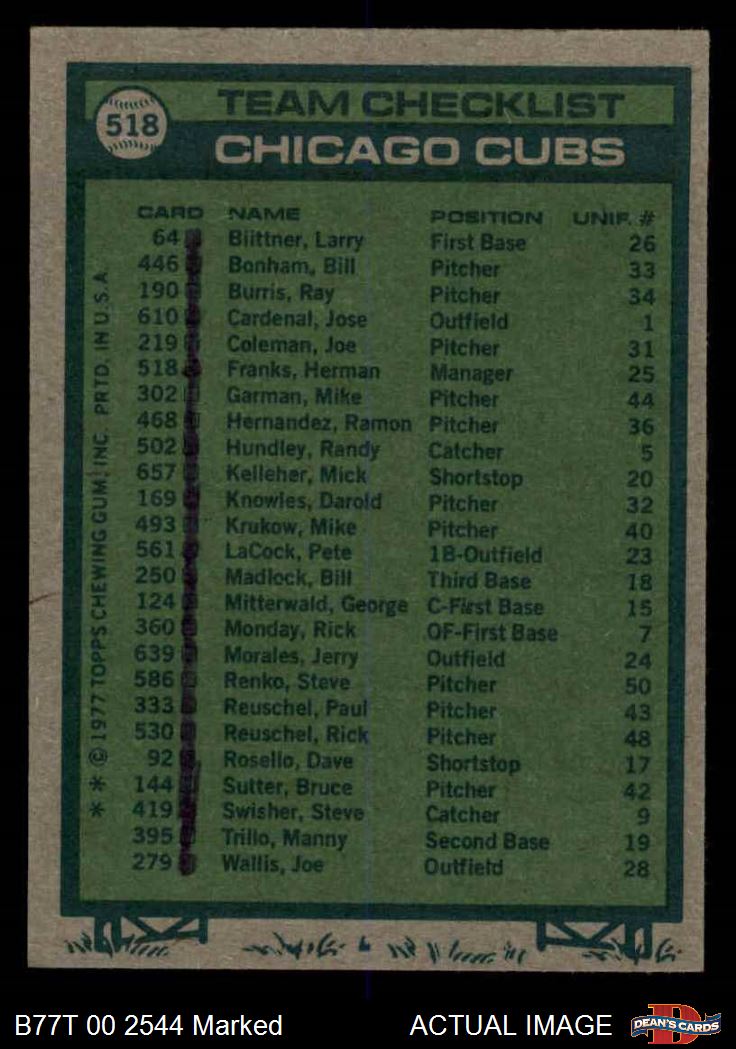 518
TEAM CHECKLIST
CHICAGO CUBS
CARD NAME POSITION UNIF. #
64 Biittner, Larry First Base 26
446 Bonham, Bill Pitcher 33
190 Burris, Ray Pitcher 34
610 Cardenal, Jose Outfield 1
219 Coleman, Joe Pitcher 31
518 Franks, Herman Manager 25
302 Garman, Mike Pitcher 44
468 Hernandez, Ramon Pitcher 36
502 Hundley, Randy Catcher 5
657 Kelleher, Mick Shortstop 20
169 Knowles, Darold Pitcher 32
493 Krukow, Mike Pitcher 40
561 LaCock, Pete 1B-Outfield 23
250 Madlock, Bill Third Base 18
124 Mitterwald, George C-First Base 15
360 Monday, Rick OF-First Base 7
639 Morales, Jerry Outfield 24
586 Renko, Steve Pitcher 50
333 Reuschel, Paul Pitcher 43
530 Reuschel, Rick Pitcher 48
92 Rosello, Dave Shortstop 17
144 Sutter, Bruce Pitcher 42
419 Swisher, Steve Catcher 9
395 Trillo, Manny Second Base 19
279 Wallis, Joe Outfield 28
* * © 1977 TOPPS CHEWING GUM, INC. PRTD. IN U.S.A.
B77T 00 2544 Marked ACTUAL IMAGE
D
DEAN'S CARDS